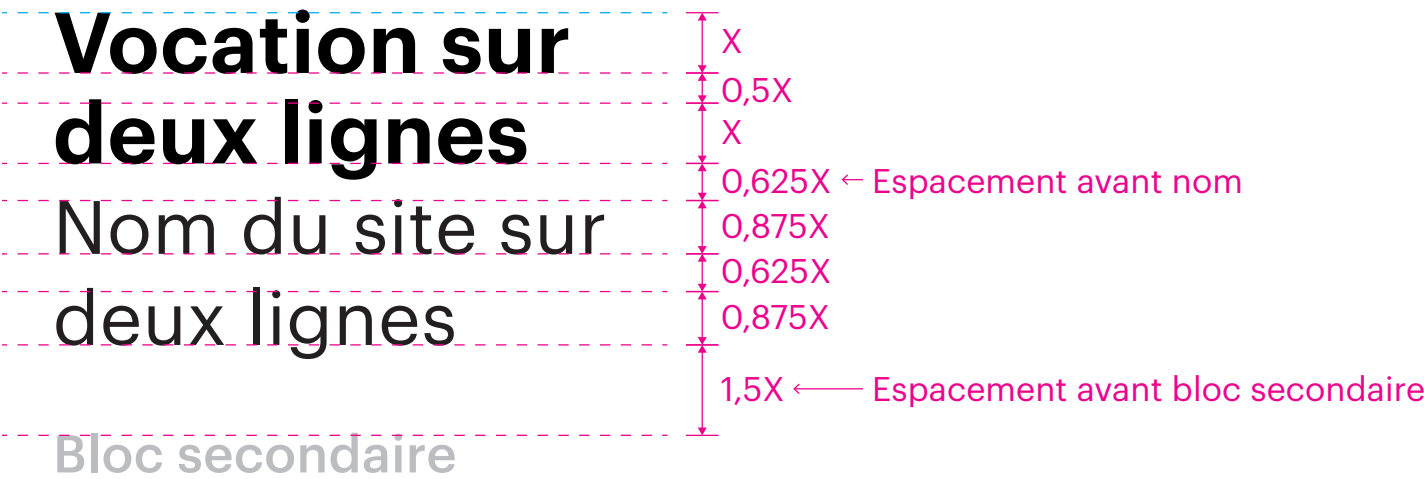 Vocation sur
X
0,5X
deux lignes
X
0,625X ← Espacement avant nom
Nom du site sur
0,875X
0,625X
deux lignes
0,875X
1,5X ← Espacement avant bloc secondaire
Bloc secondaire